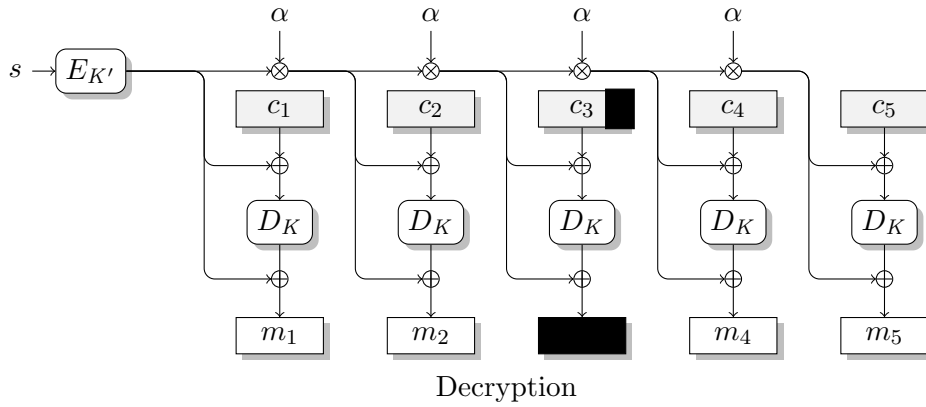 α α α α
s E_{K'}
c_1 c_2 c_3 c_4 c_5
D_K D_K D_K D_K D_K
m_1 m_2 m_4 m_5
Decryption